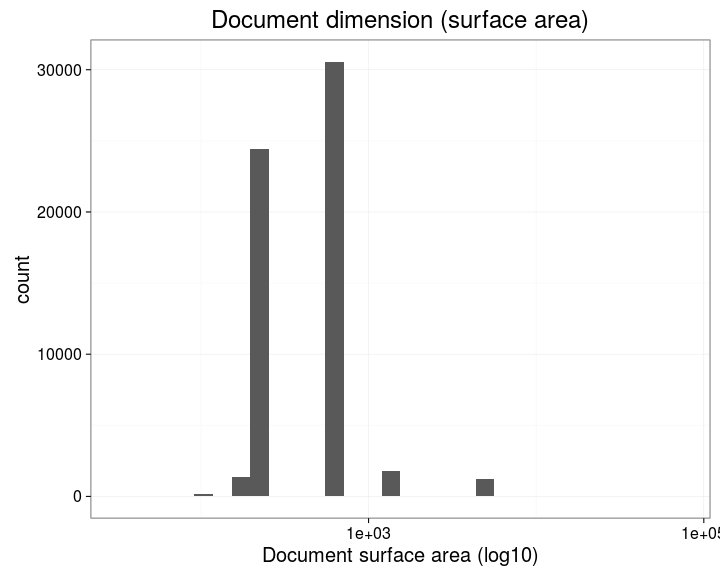 Document dimension (surface area)
30000
20000
10000
0
count
1e+03
1e+05
Document surface area (log10)